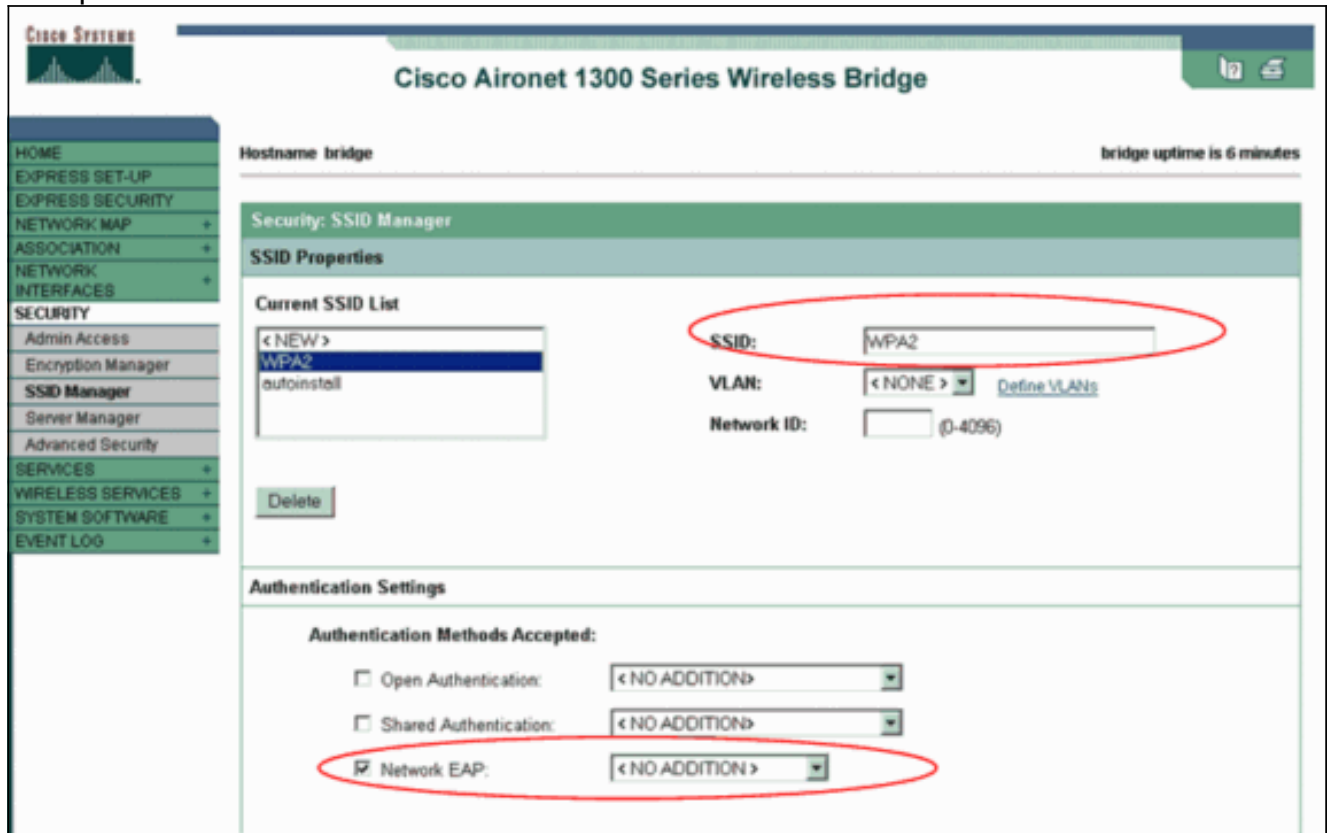 CISCO SYSTEMS
Cisco Aironet 1300 Series Wireless Bridge
HOME
EXPRESS SET-UP
EXPRESS SECURITY
NETWORK MAP +
ASSOCIATION +
NETWORK INTERFACES +
SECURITY
Admin Access
Encryption Manager
SSID Manager
Server Manager
Advanced Security
SERVICES +
WIRELESS SERVICES +
SYSTEM SOFTWARE +
EVENT LOG +
Hostname bridge
bridge uptime is 6 minutes
Security: SSID Manager
SSID Properties
Current SSID List
< NEW >
WPA2
autoinstall
SSID: WPA2
VLAN: < NONE > Define VLANs
Network ID: (0-4096)
Delete
Authentication Settings
Authentication Methods Accepted:
Open Authentication: < NO ADDITION>
Shared Authentication: < NO ADDITION>
Network EAP: < NO ADDITION >